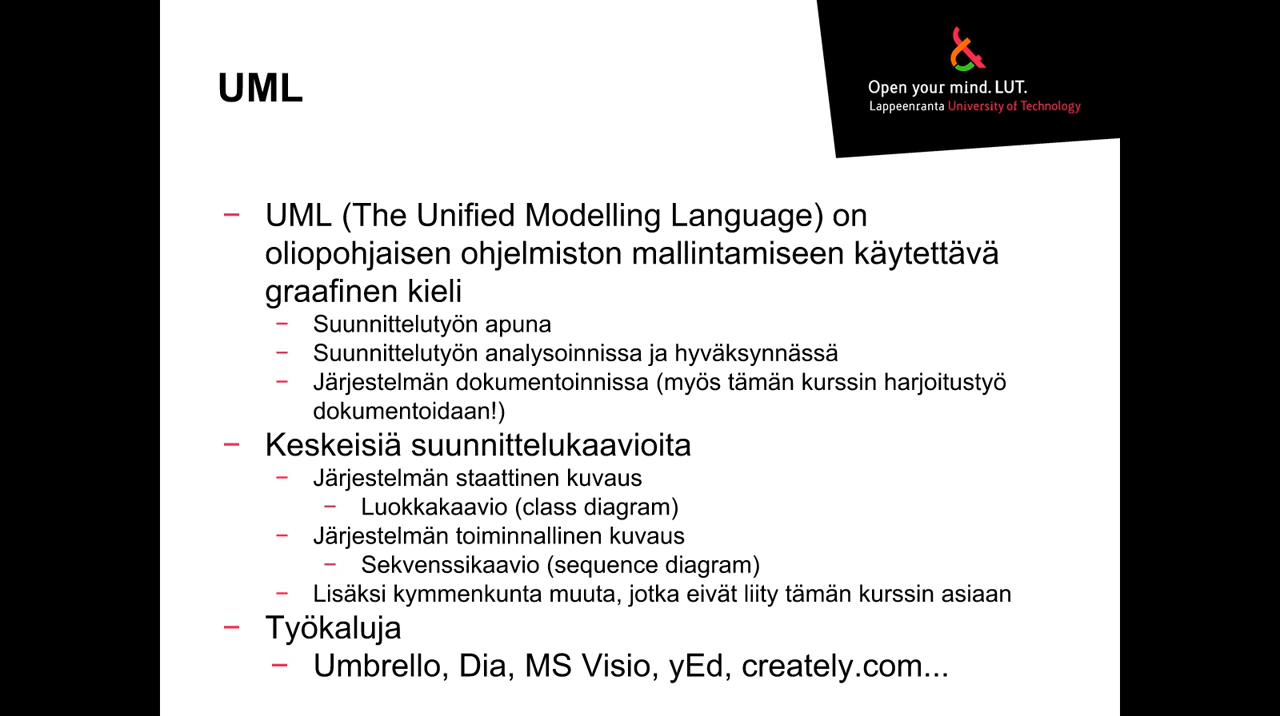 UML
Open your mind. LUT.
Lappeenranta University of Technology
– UML (The Unified Modelling Language) on
oliopohjaisen ohjelmiston mallintamiseen käytettävä
graafinen kieli
– Suunnittelutyön apuna
– Suunnittelutyön analysoinnissa ja hyväksynnässä
– Järjestelmän dokumentoinnissa (myös tämän kurssin harjoitustyö
dokumentoidaan!)
– Keskeisiä suunnittelukaavioita
– Järjestelmän staattinen kuvaus
– Luokkakaavio (class diagram)
– Järjestelmän toiminnallinen kuvaus
– Sekvenssikaavio (sequence diagram)
– Lisäksi kymmenkunta muuta, jotka eivät liity tämän kurssin asiaan
– Työkaluja
– Umbrello, Dia, MS Visio, yEd, creately.com...